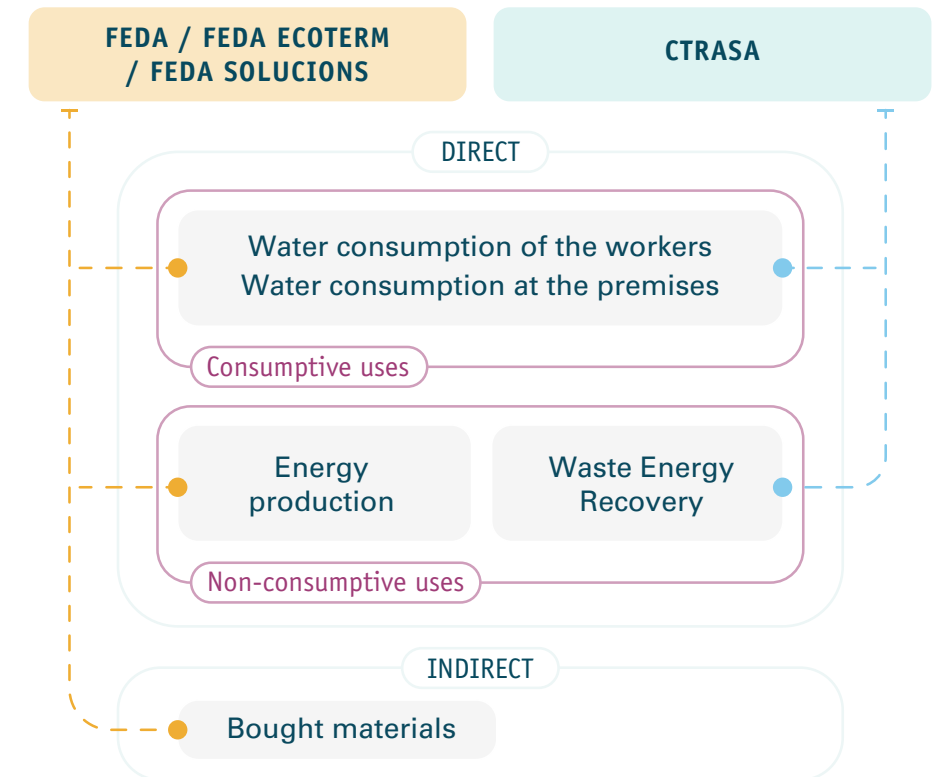 FEDA / FEDA ECOTERM
/ FEDA SOLUCIONS
CTRASA
DIRECT
Water consumption of the workers
Water consumption at the premises
Consumptive uses
Energy
production
Waste Energy
Recovery
Non-consumptive uses
INDIRECT
Bought materials